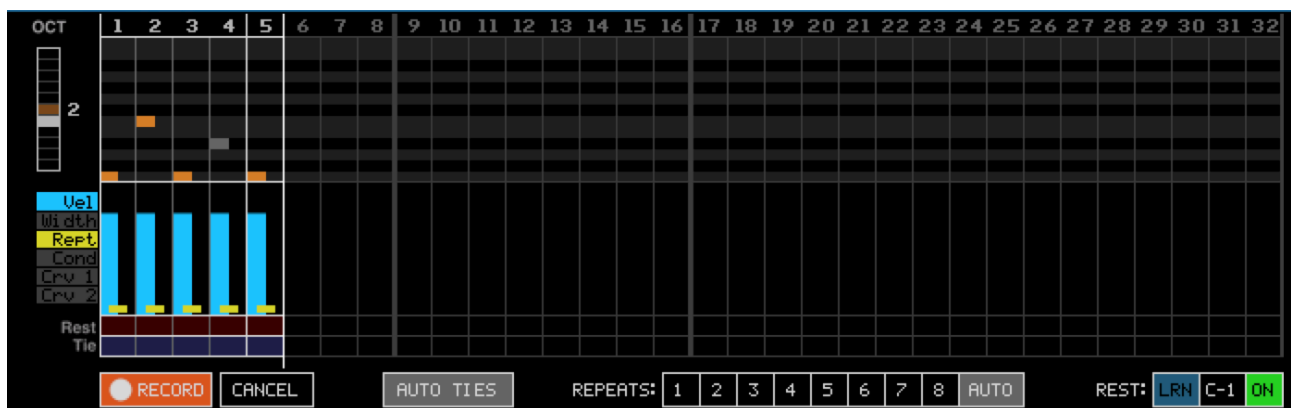 OCT 1 2 3 4 5 6 7 8 9 10 11 12 13 14 15 16 17 18 19 20 21 22 23 24 25 26 27 28 29 30 31 32
2
Vel
Width
Rept
Cond
Crv 1
Crv 2
Rest
Tie
RECORD CANCEL AUTO TIES REPEATS: 1 2 3 4 5 6 7 8 AUTO REST: LRN C-1 ON